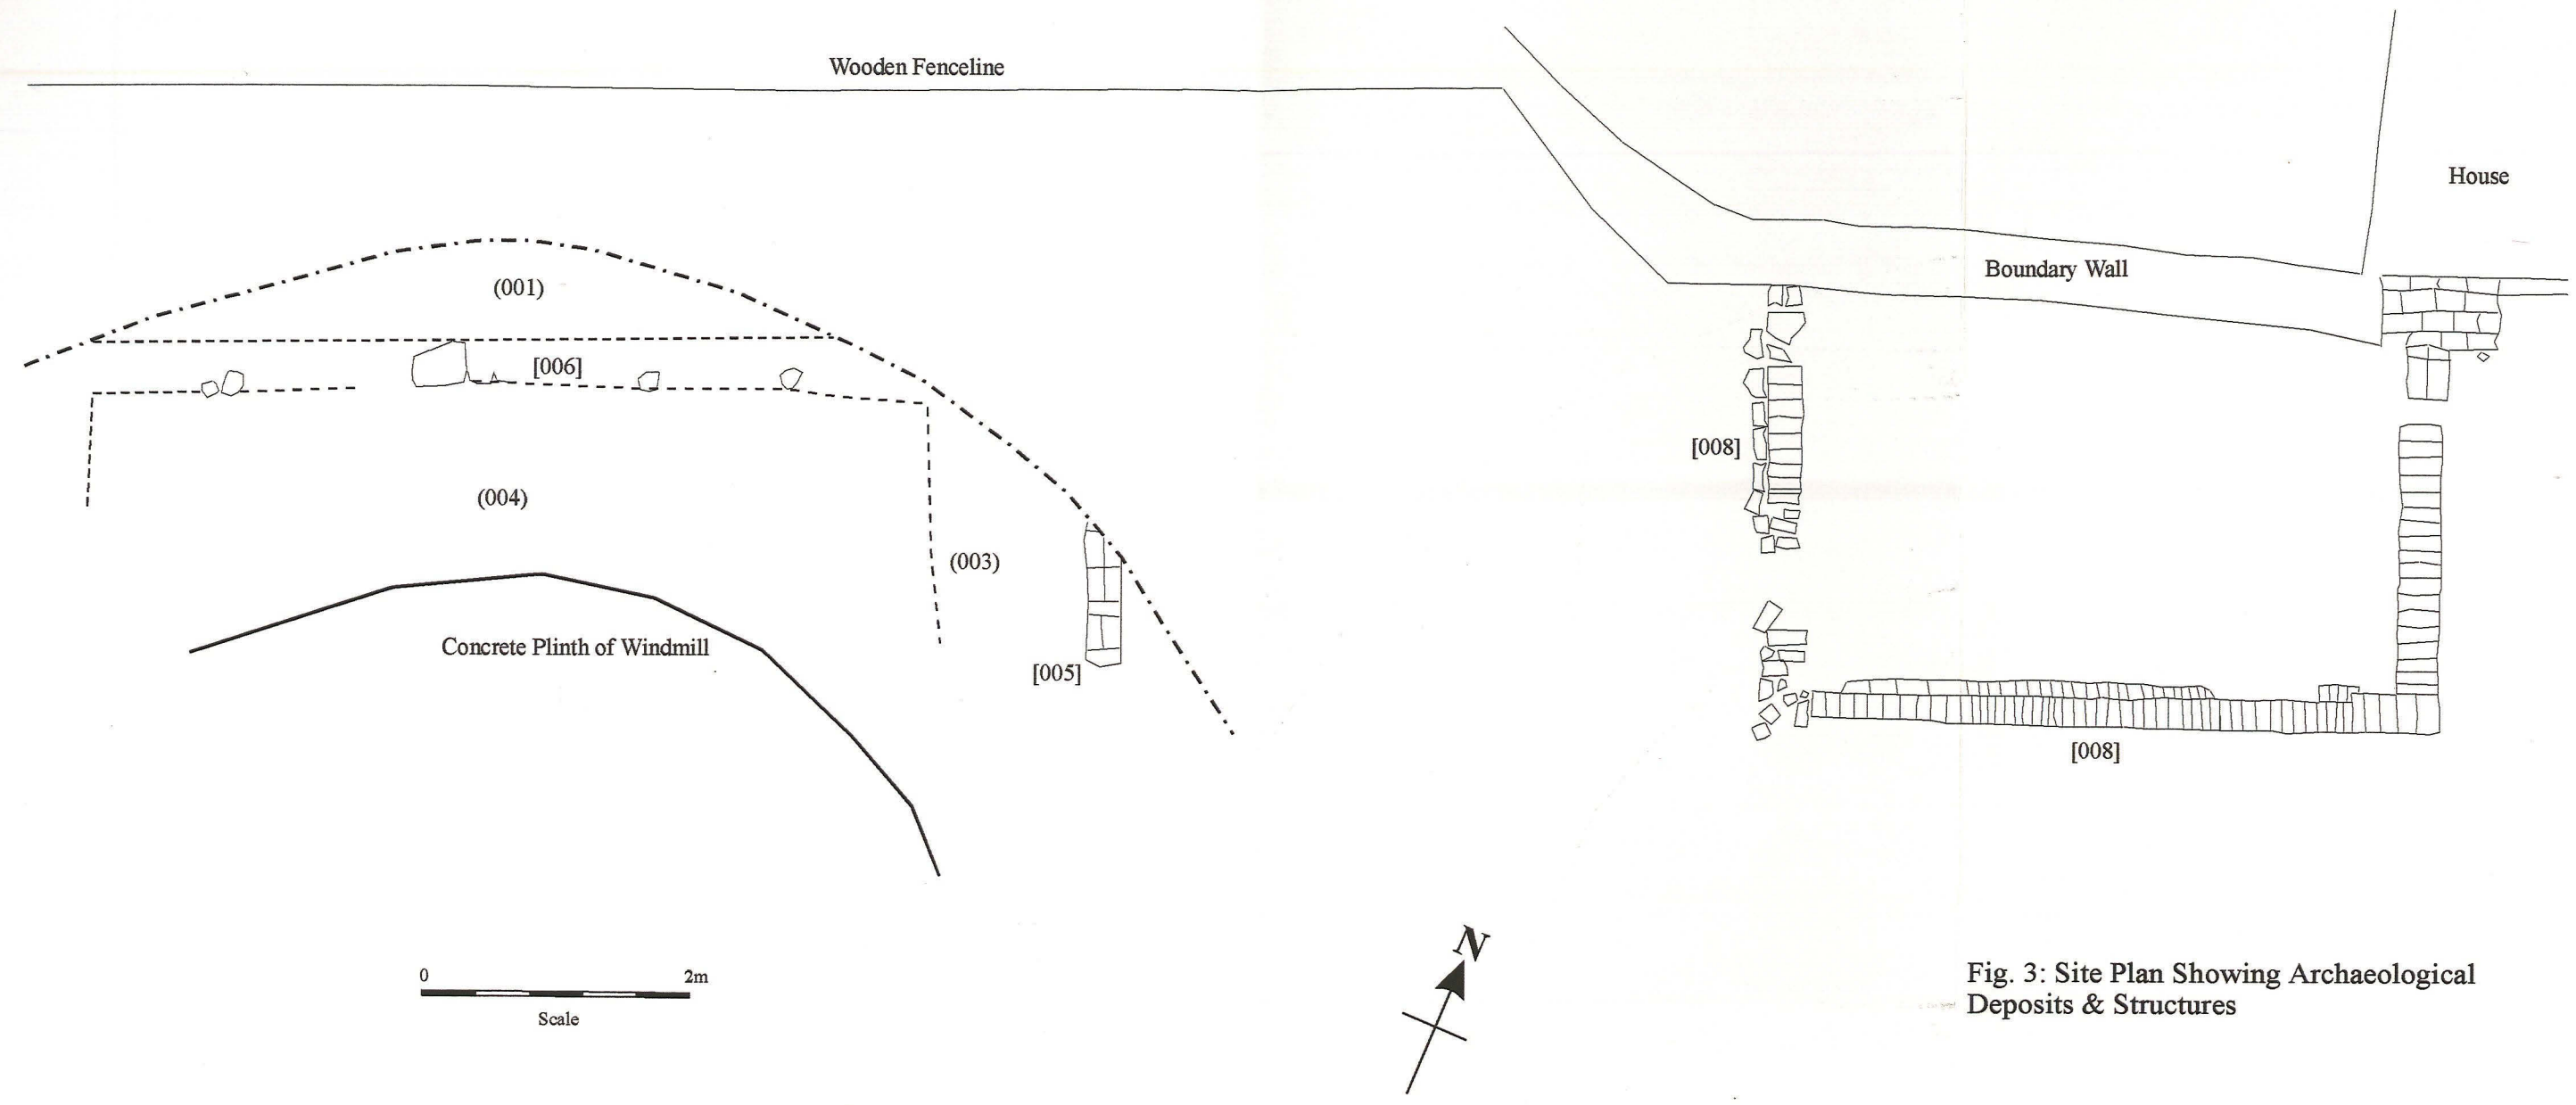 Wooden Fenceline
House
Boundary Wall
(001)
[006]
[008]
(004)
(003)
Concrete Plinth of Windmill
[005]
[008]
N
0 2m
Scale
Fig. 3: Site Plan Showing Archaeological
Deposits & Structures